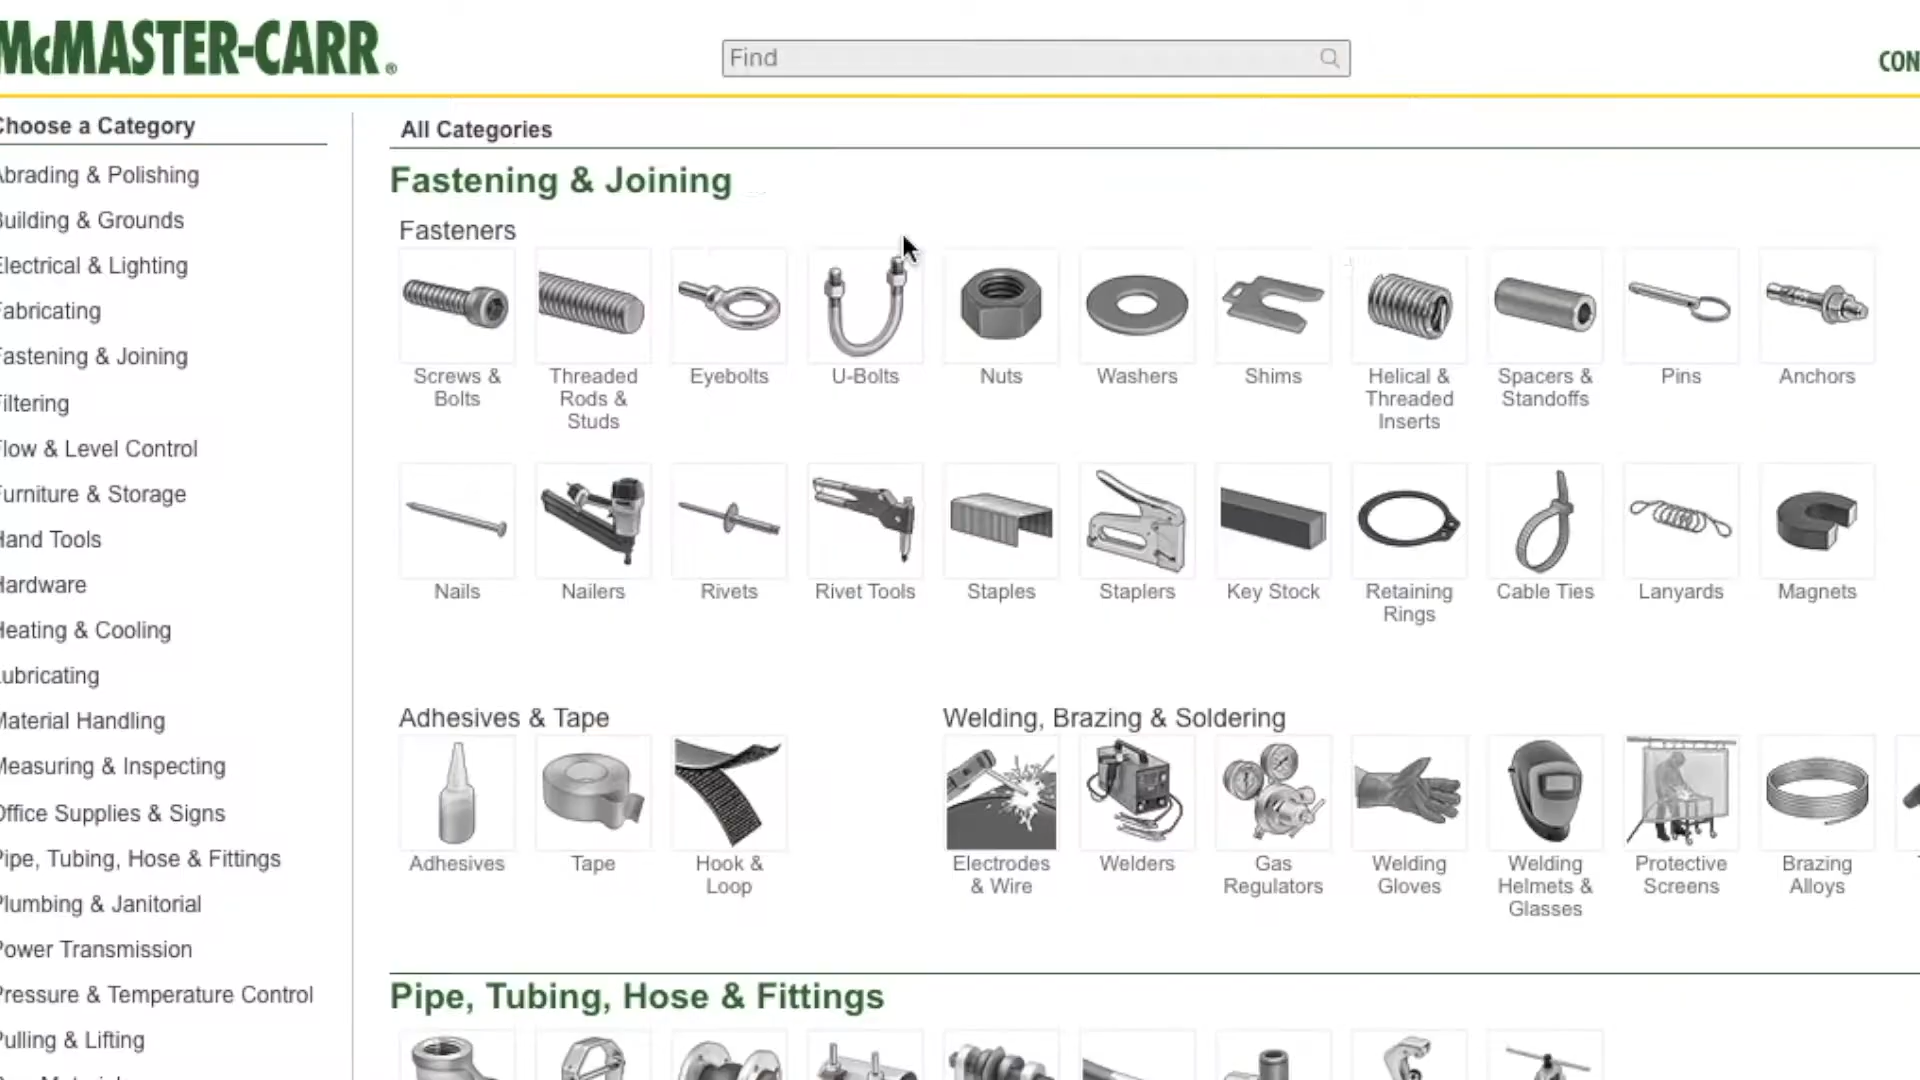 McMASTER-CARR®
Find
CON
Choose a Category
Abrading & Polishing
Building & Grounds
Electrical & Lighting
Fabricating
Fastening & Joining
Filtering
Flow & Level Control
Furniture & Storage
Hand Tools
Hardware
Heating & Cooling
Lubricating
Material Handling
Measuring & Inspecting
Office Supplies & Signs
Pipe, Tubing, Hose & Fittings
Plumbing & Janitorial
Power Transmission
Pressure & Temperature Control
Pulling & Lifting
All Categories
Fastening & Joining
Fasteners
Screws &
Bolts
Threaded
Rods &
Studs
Eyebolts
U-Bolts
Nuts
Washers
Shims
Helical &
Threaded
Inserts
Spacers &
Standoffs
Pins
Anchors
Nails
Nailers
Rivets
Rivet Tools
Staples
Staplers
Key Stock
Retaining
Rings
Cable Ties
Lanyards
Magnets
Adhesives & Tape
Adhesives
Tape
Hook &
Loop
Welding, Brazing & Soldering
Electrodes
& Wire
Welders
Gas
Regulators
Welding
Gloves
Welding
Helmets &
Glasses
Protective
Screens
Brazing
Alloys
Pipe, Tubing, Hose & Fittings